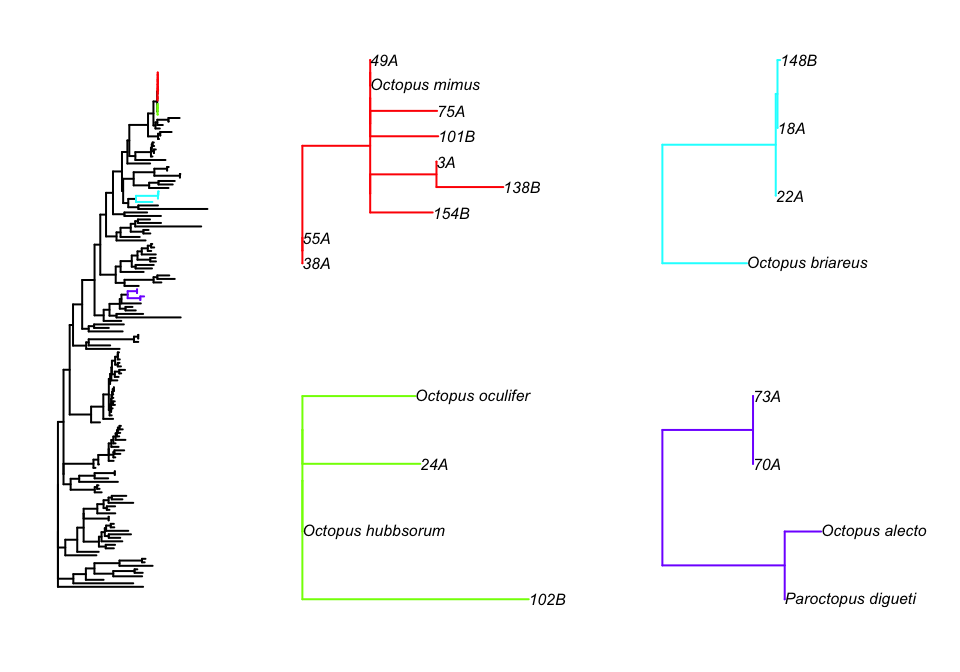 49A
Octopus mimus
75A
101B
3A
138B
154B
55A
38A
148B
18A
22A
Octopus briareus
Octopus oculifer
24A
Octopus hubbsorum
102B
73A
70A
Octopus alecto
Paroctopus digueti